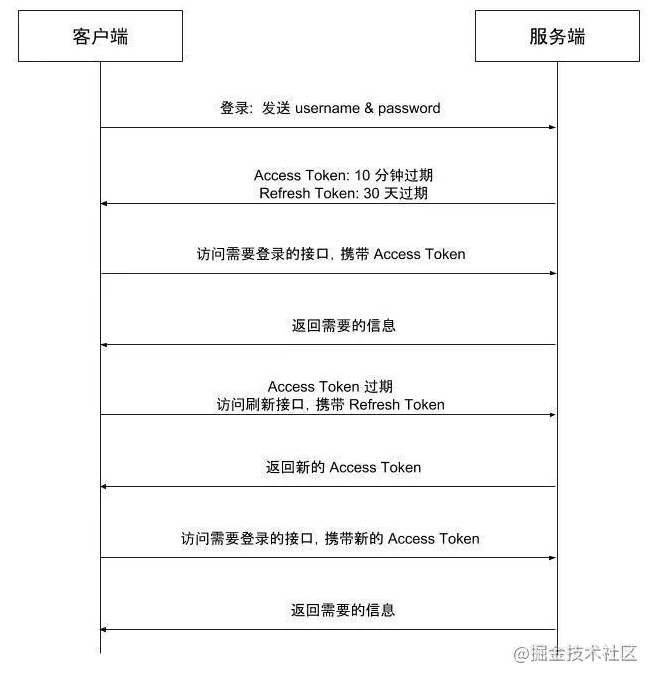 客户端
服务端
登录: 发送 username & password
Access Token: 10 分钟过期
Refresh Token: 30 天过期
访问需要登录的接口, 携带 Access Token
返回需要的信息
Access Token 过期
访问刷新接口, 携带 Refresh Token
返回新的 Access Token
访问需要登录的接口, 携带新的 Access Token
返回需要的信息
@掘金技术社区